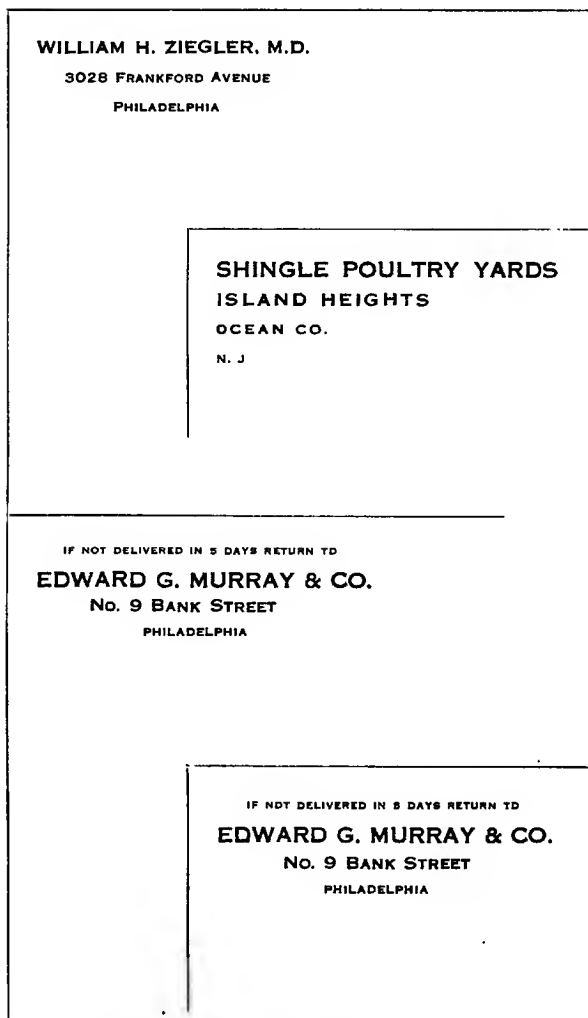 WILLIAM H. ZIEGLER, M.D.
3028 FRANKFORD AVENUE
PHILADELPHIA
SHINGLE POULTRY YARDS
ISLAND HEIGHTS
OCEAN CO.
N. J
IF NOT DELIVERED IN 5 DAYS RETURN TO
EDWARD G. MURRAY & CO.
No. 9 BANK STREET
PHILADELPHIA
IF NOT DELIVERED IN 5 DAYS RETURN TO
EDWARD G. MURRAY & CO.
No. 9 BANK STREET
PHILADELPHIA